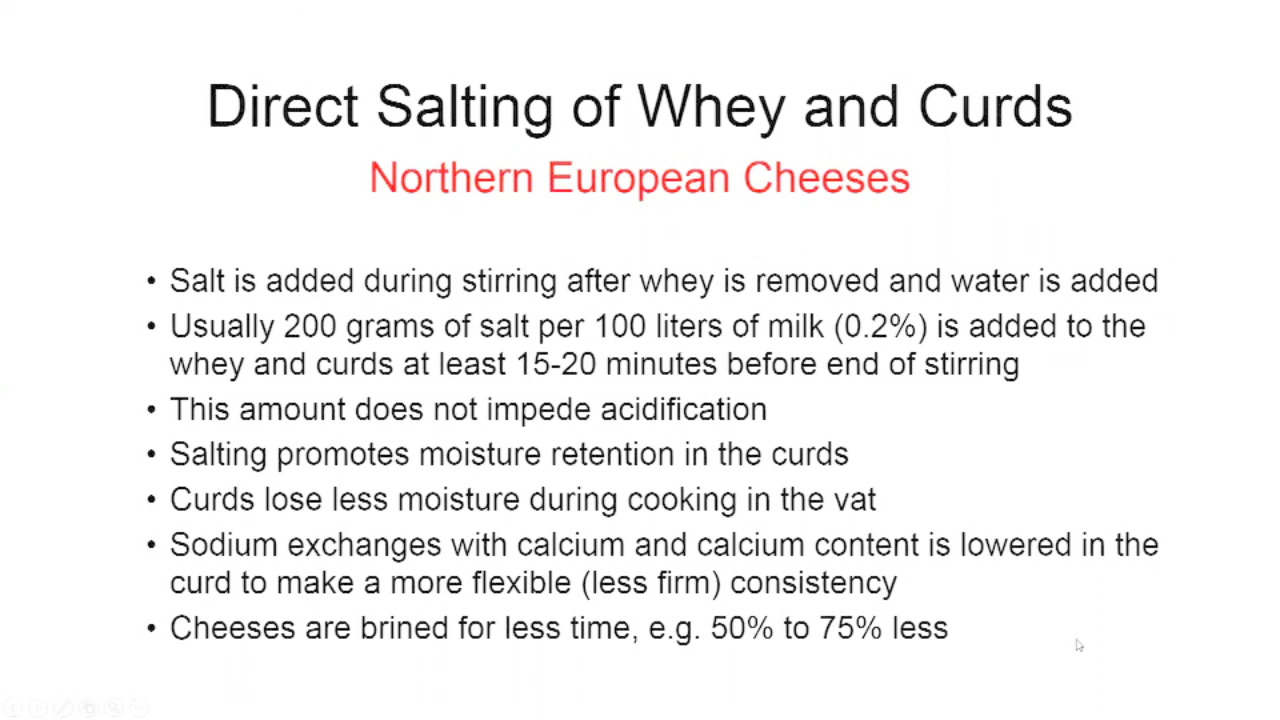 Direct Salting of Whey and Curds
Northern European Cheeses
• Salt is added during stirring after whey is removed and water is added
• Usually 200 grams of salt per 100 liters of milk (0.2%) is added to the
whey and curds at least 15-20 minutes before end of stirring
• This amount does not impede acidification
• Salting promotes moisture retention in the curds
• Curds lose less moisture during cooking in the vat
• Sodium exchanges with calcium and calcium content is lowered in the
curd to make a more flexible (less firm) consistency
• Cheeses are brined for less time, e.g. 50% to 75% less